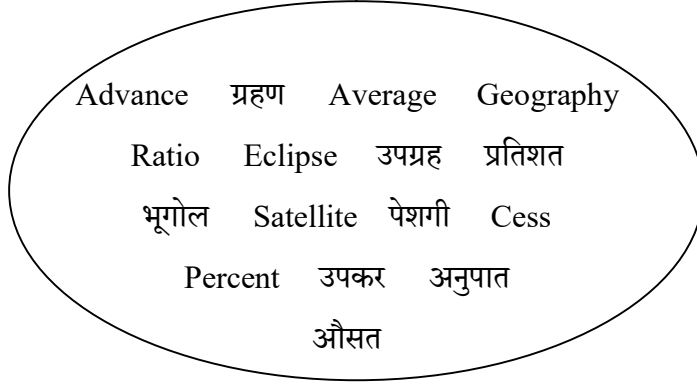 Advance ग्रहण Average Geography
Ratio Eclipse उपग्रह प्रतिशत
भूगोल Satellite पेशगी Cess
Percent उपकर अनुपात
औसत